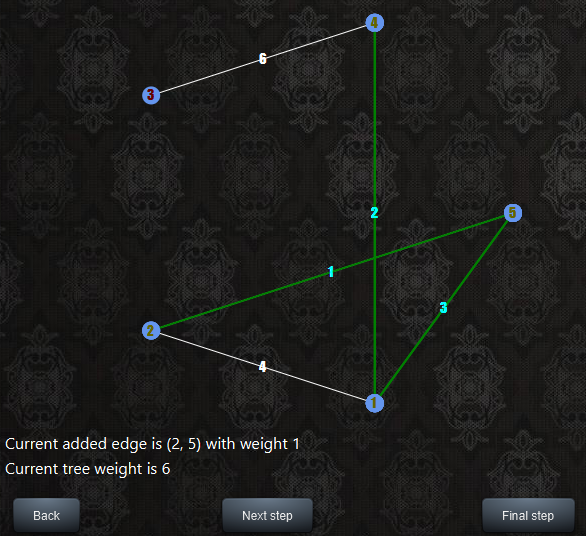 4
6
3
2
5
1
3
2
4
1
Current added edge is (2, 5) with weight 1
Current tree weight is 6
Back
Next step
Final step